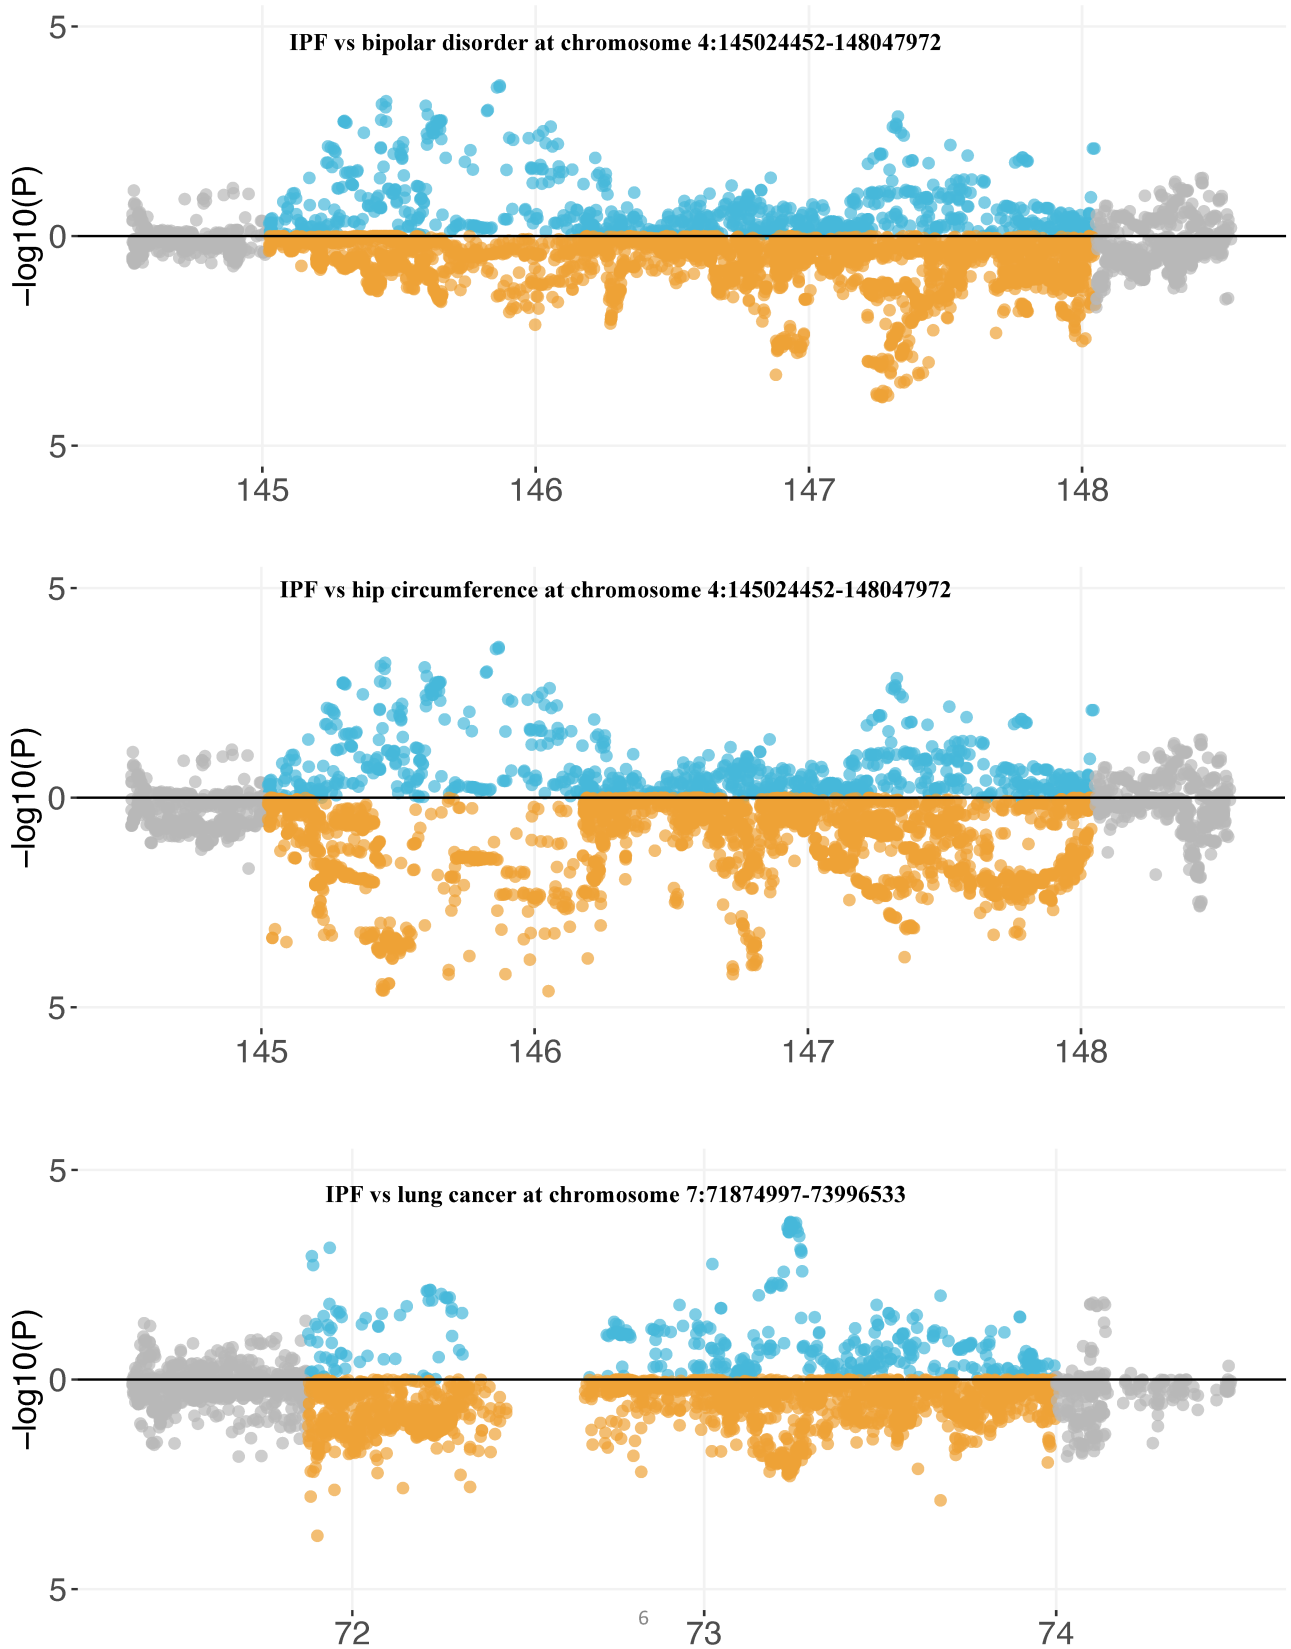 5
IPF vs bipolar disorder at chromosome 4:145024452-148047972
−log10(P)
0
5
145 146 147 148
5
IPF vs hip circumference at chromosome 4:145024452-148047972
−log10(P)
0
5
145 146 147 148
5
IPF vs lung cancer at chromosome 7:71874997-73996533
−log10(P)
0
5
72 73 74
6